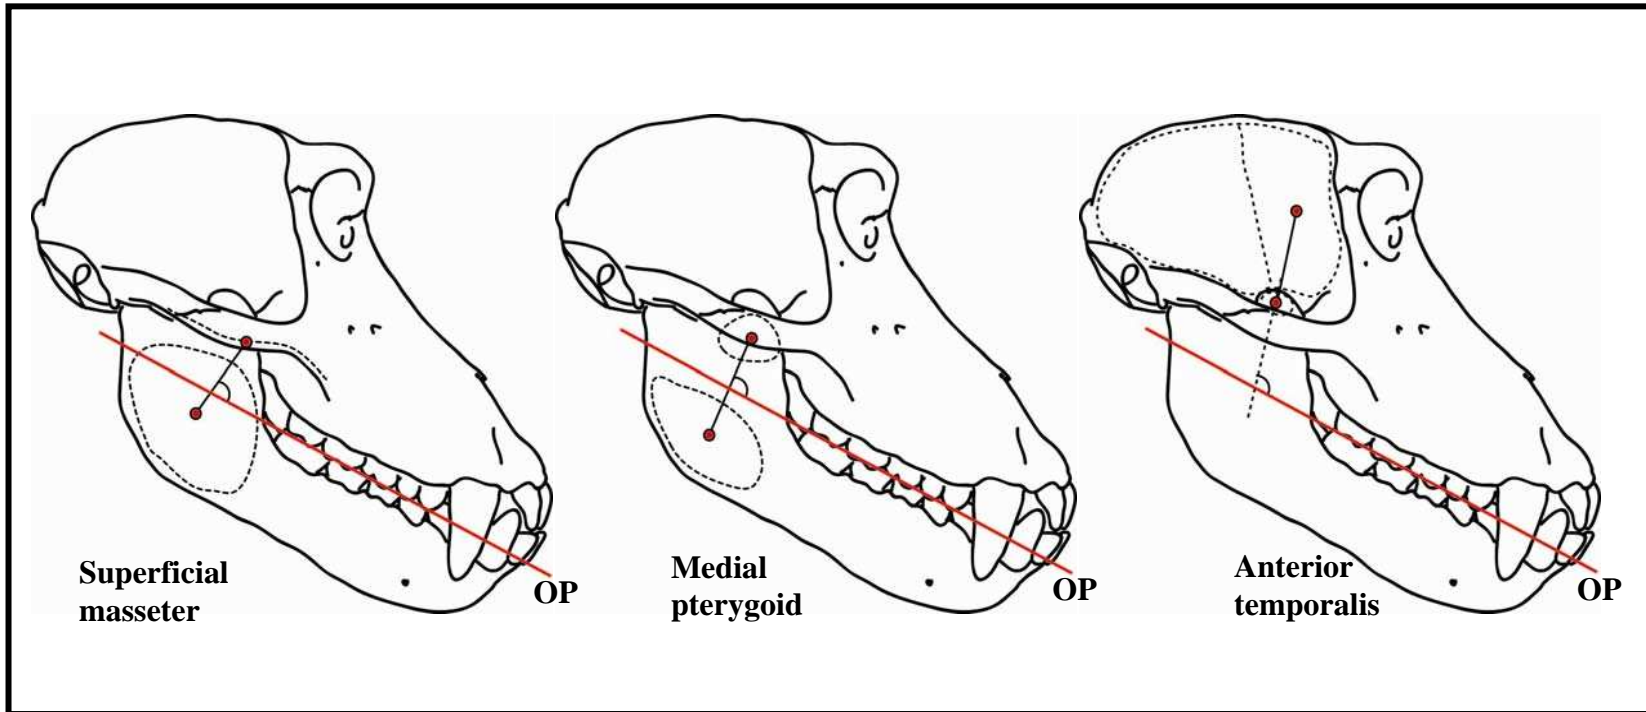 Superficial
masseter
OP
Medial
pterygoid
OP
Anterior
temporalis
OP